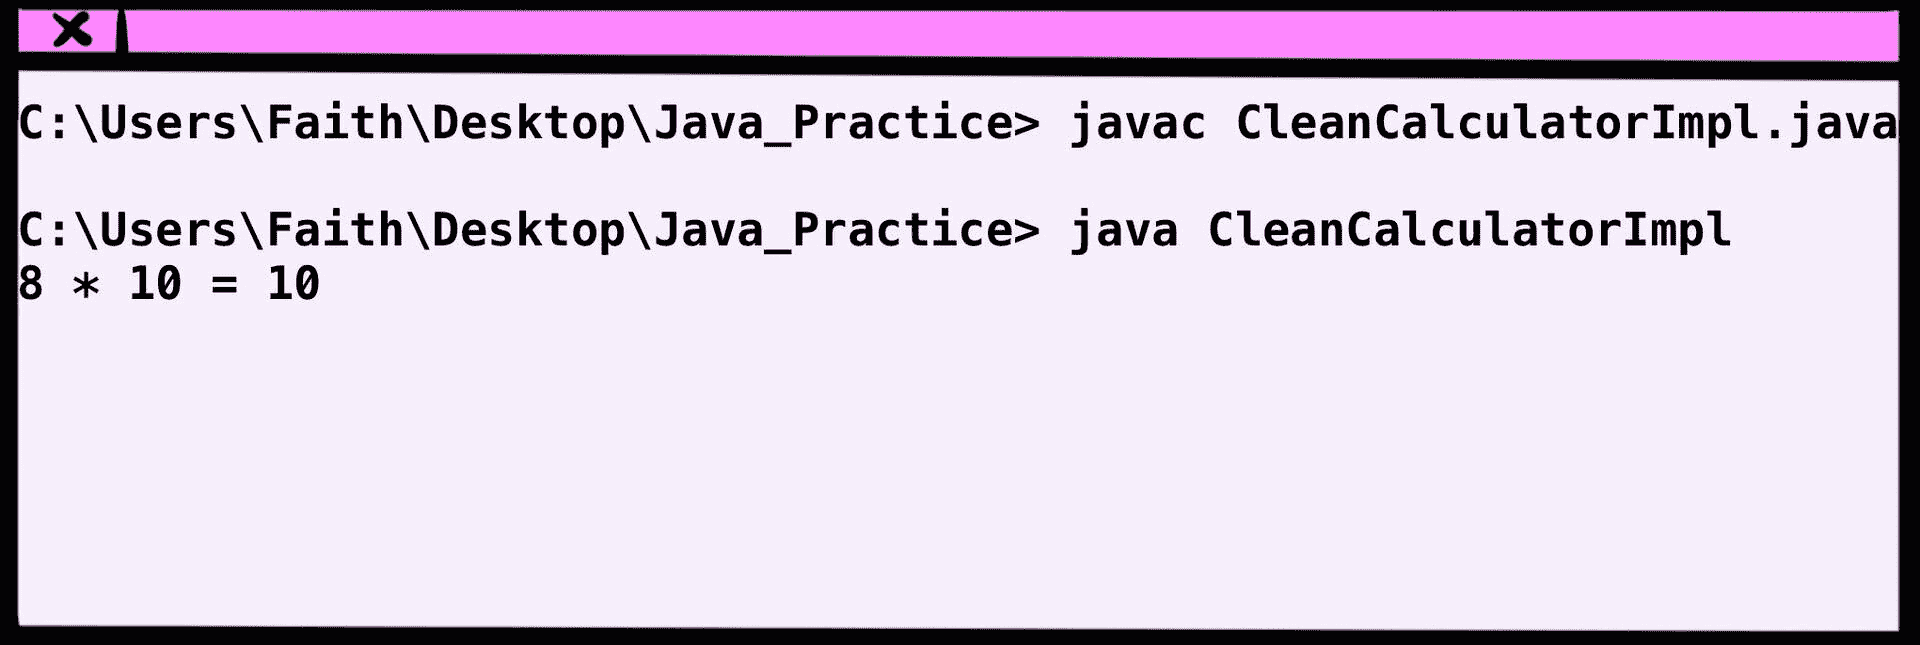 C:\Users\Faith\Desktop\Java_Practice> javac CleanCalculatorImpl.java
C:\Users\Faith\Desktop\Java_Practice> java CleanCalculatorImpl
8 * 10 = 10